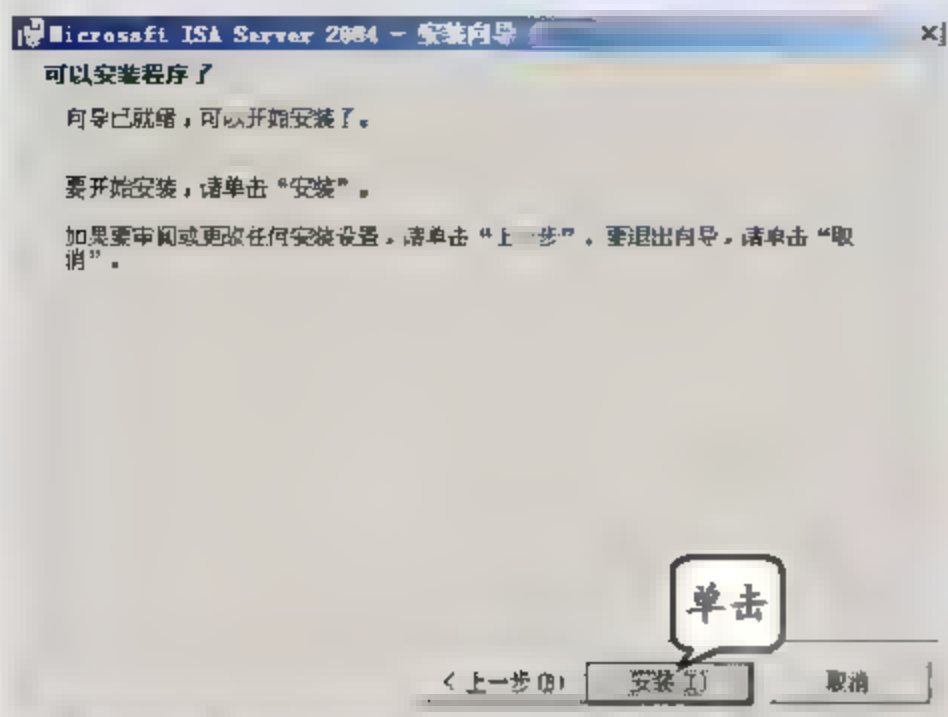 Microsoft ISA Server 2004 - 安装向导
可以安装程序了
向导已就绪，可以开始安装了。
要开始安装，请单击“安装”。
如果要审阅或更改任何安装设置，请单击“上一步”。要退出向导，请单击“取
消”。
单击
< 上一步(B) 安装(I) 取消